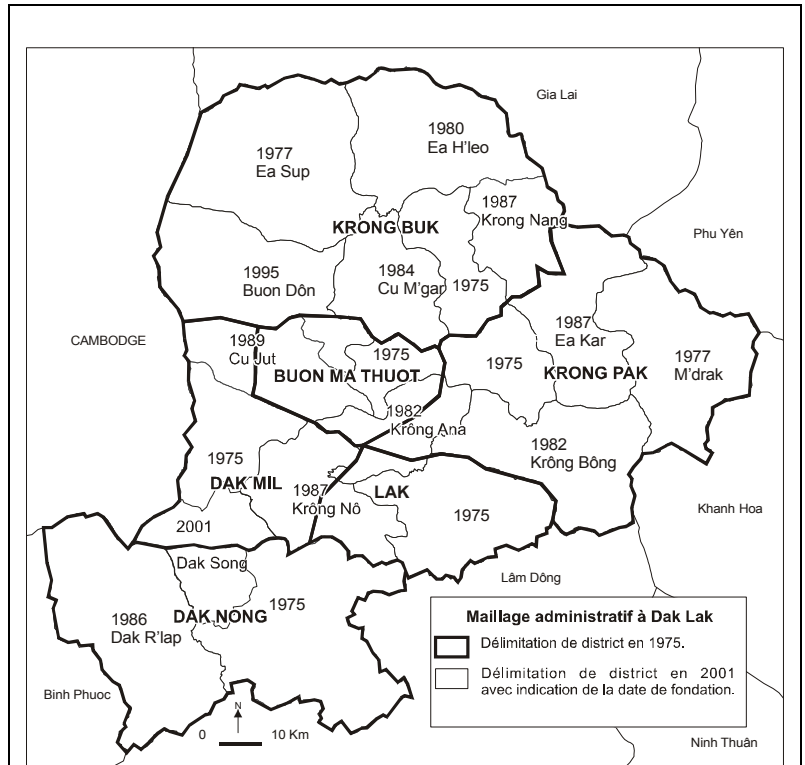 Gia Lai
1980
Ea H'leo
1977
Ea Sup
1987
Krong Nang
KRONG BUK
Phu Yên
1995
Buon Dôn
1984
Cu M'gar
1975
CAMBODGE
1989
Cu Jut
1975
BUON MA THUOT
1975
1987
Ea Kar
KRONG PAK
1977
M'drak
1982
Krông Ana
1982
Krông Bông
1975
DAK MIL
1987
Krông Nô
LAK
1975
Khanh Hoa
2001
Dak Song
1986
Dak R'lap
DAK NONG
1975
Lâm Dông
Maillage administratif à Dak Lak
Délimitation de district en 1975.
Délimitation de district en 2001
avec indication de la date de fondation.
Binh Phuoc
N
0 10 Km
Ninh Thuân